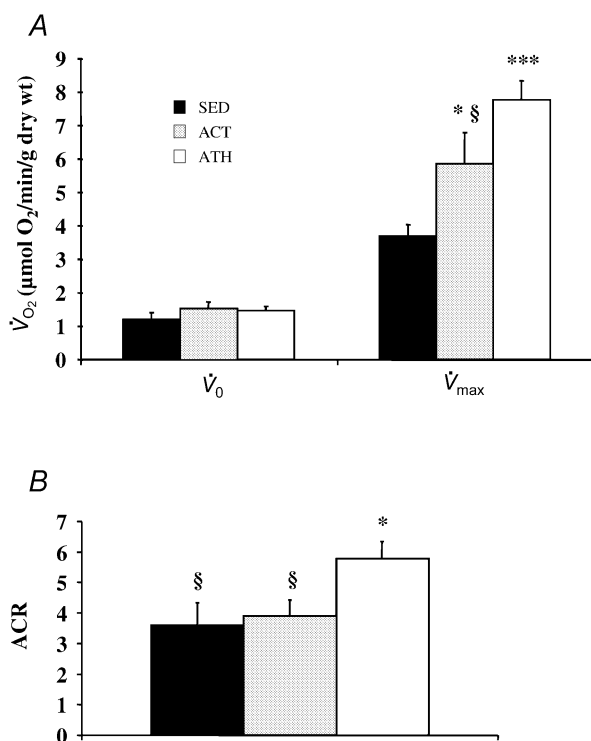 A
9
8
7
6
5
4
3
2
1
0
V̇O₂ (μmol O₂/min/g dry wt)
SED
ACT
ATH
* §
***
V̇₀
V̇max
B
7
6
5
4
3
2
1
0
ACR
§
§
*